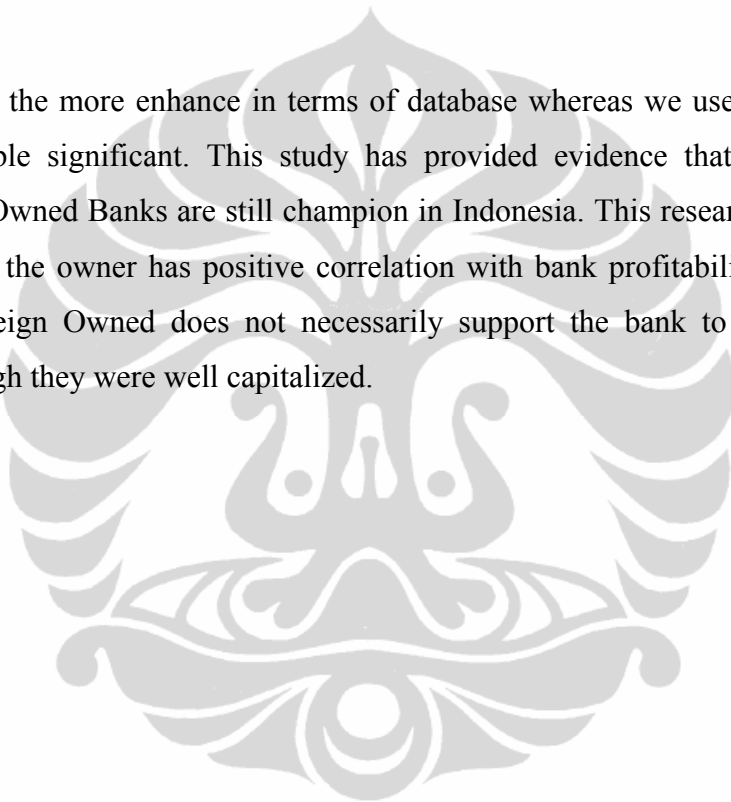 the more enhance in terms of database whereas we use
ple significant. This study has provided evidence that
Owned Banks are still champion in Indonesia. This resear
the owner has positive correlation with bank profitabili
eign Owned does not necessarily support the bank to
gh they were well capitalized.